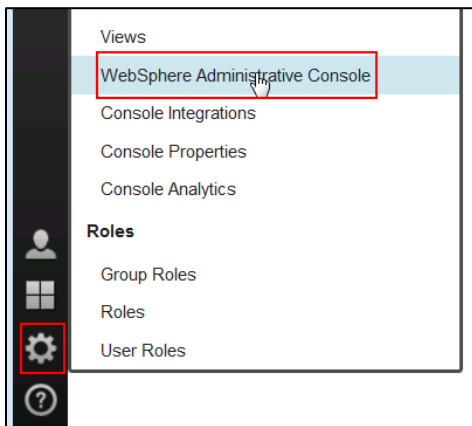 Views
WebSphere Administrative Console
Console Integrations
Console Properties
Console Analytics
Roles
Group Roles
Roles
User Roles
?